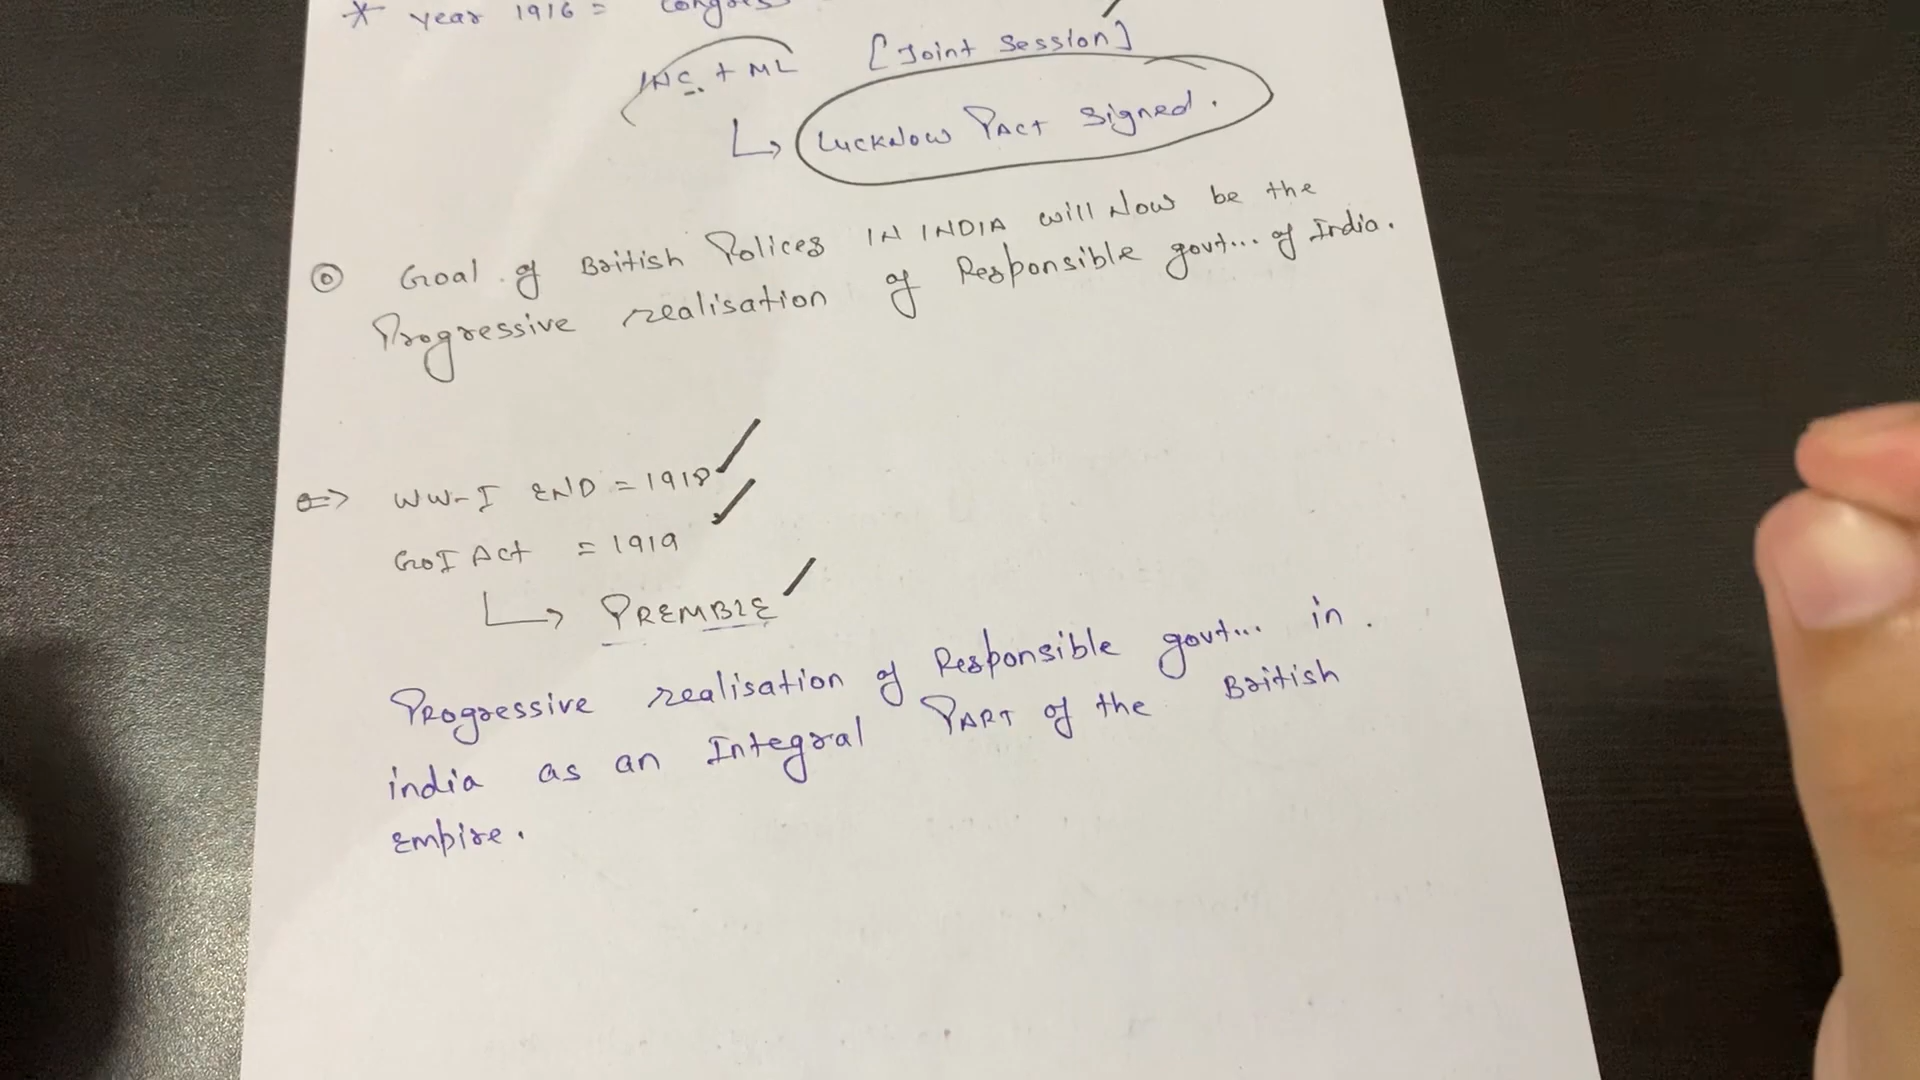 * year 1916 = Congres
INC + ML [Joint Session]
↳ Lucknow PACT signed.
⊙ Goal of British Polices IN INDIA will Now be the
Progressive realisation of Responsible govt... of India.
⇒ WW-I END = 1918
GOI Act = 1919
↳ PREMBLE
Progressive realisation of Responsible govt... in.
india as an Integral PART of the British
Empire.